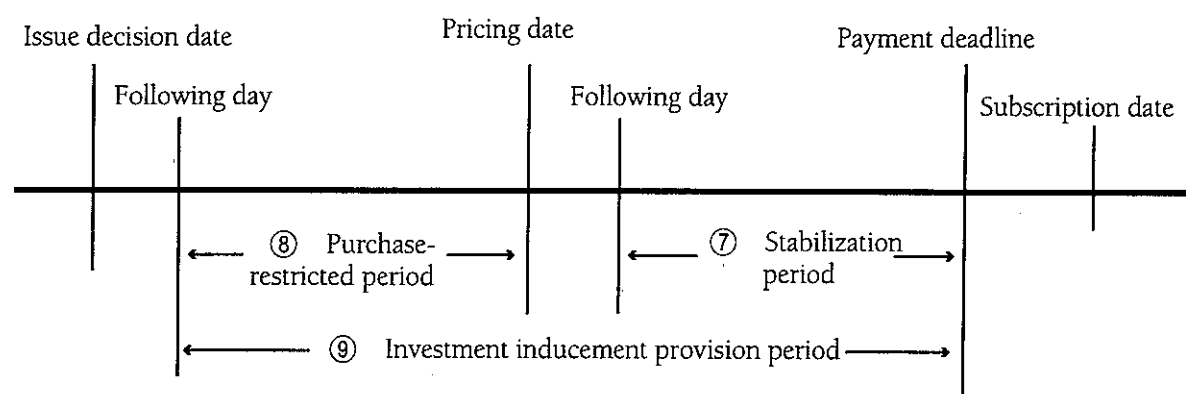 Issue decision date
Pricing date
Payment deadline
Following day
Following day
Subscription date
⑧ Purchase-
restricted period
⑦ Stabilization
period
⑨ Investment inducement provision period